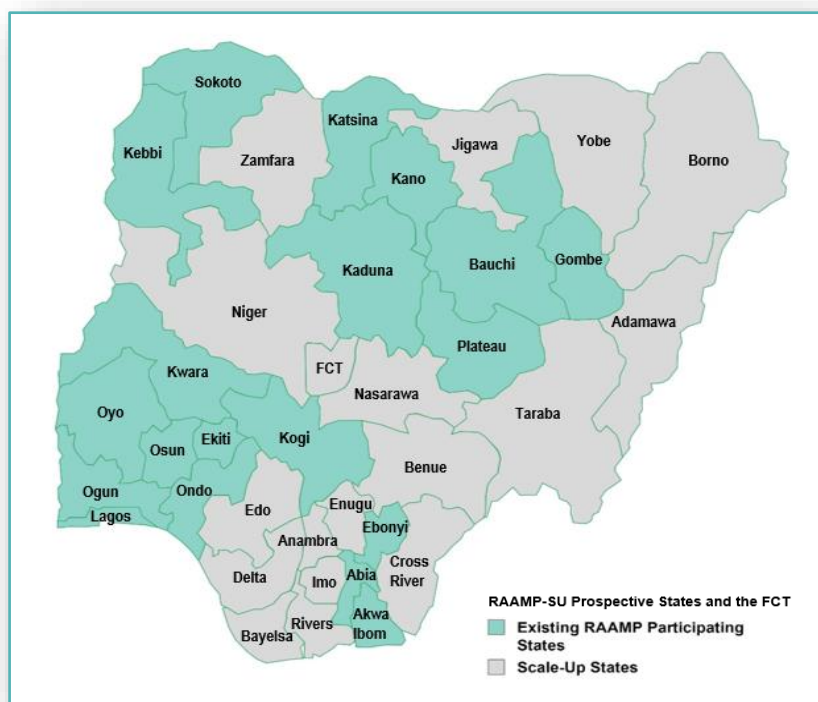 Sokoto
Katsina
Kebbi
Zamfara
Jigawa
Yobe
Borno
Kano
Kaduna
Bauchi
Gombe
Niger
Adamawa
Plateau
FCT
Kwara
Nasarawa
Oyo
Taraba
Kogi
Ekiti
Osun
Benue
Ogun
Ondo
Lagos
Edo
Enugu
Ebonyi
Anambra
Cross
River
Delta
Imo
Abia
Akwa
Ibom
Rivers
Bayelsa
RAAMP-SU Prospective States and the FCT
Existing RAAMP Participating
States
Scale-Up States